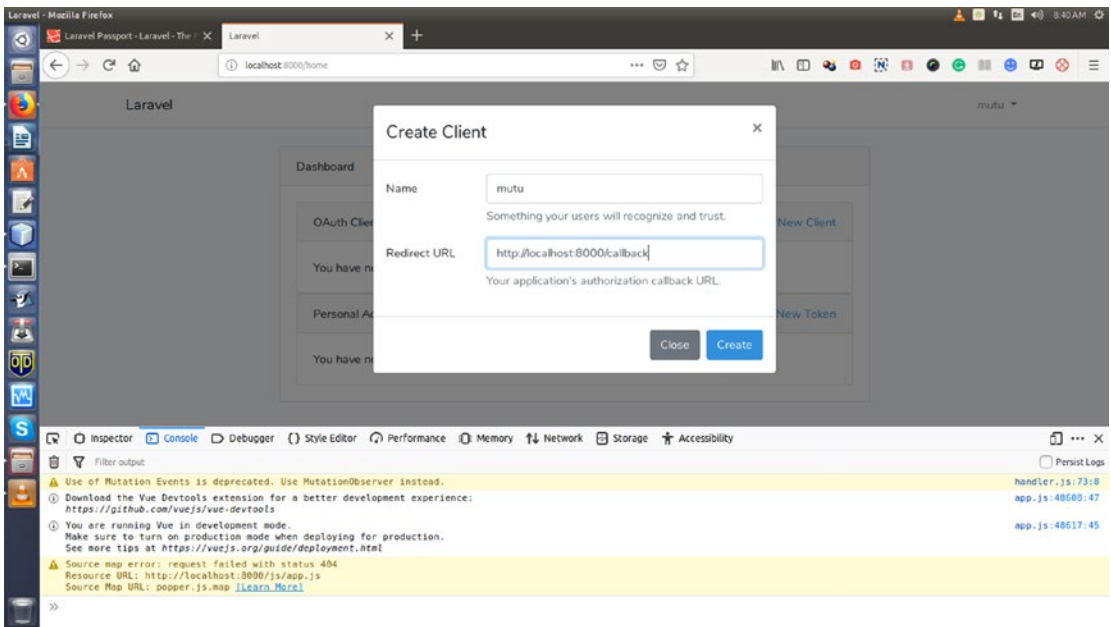 Laravel - Mozilla Firefox
8:40 AM
Laravel Passport - Laravel - The
Laravel
localhost:8000/home
Laravel
mutu
Create Client
Dashboard
Name
mutu
Something your users will recognize and trust.
OAuth Clie
New Client
Redirect URL
http://localhost:8000/callback
You have n
Your application's authorization callback URL.
Personal Ac
New Token
Close
Create
You have n
Inspector Console Debugger {} Style Editor Performance Memory Network Storage Accessibility
Filter output
Persist Logs
Use of Mutation Events is deprecated. Use MutationObserver instead.
handler.js:73:8
Download the Vue Devtools extension for a better development experience:
app.js:48608:47
https://github.com/vuejs/vue-devtools
You are running Vue in development mode.
app.js:48617:45
Make sure to turn on production mode when deploying for production.
See more tips at https://vuejs.org/guide/deployment.html
Source map error: request failed with status 404
Resource URL: http://localhost:8000/js/app.js
Source Map URL: popper.js.map [Learn More]